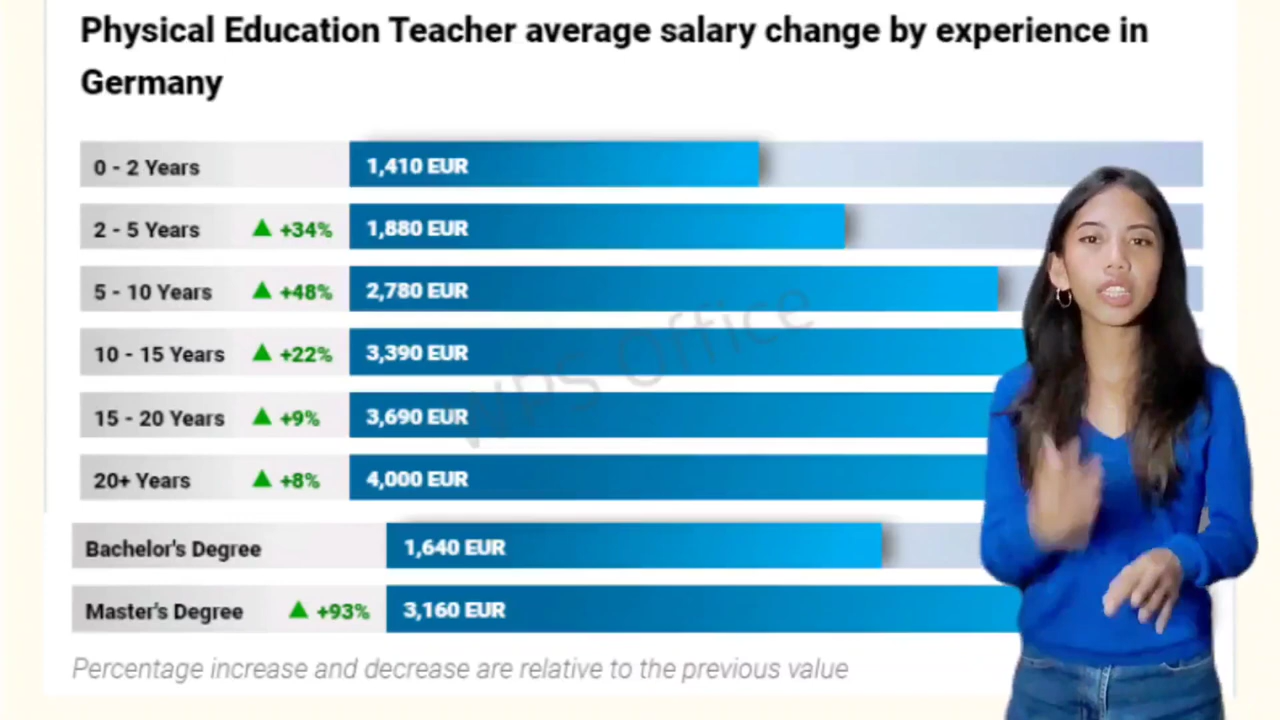 Physical Education Teacher average salary change by experience in
Germany
0 - 2 Years 1,410 EUR
2 - 5 Years ▲ +34% 1,880 EUR
5 - 10 Years ▲ +48% 2,780 EUR
10 - 15 Years ▲ +22% 3,390 EUR
15 - 20 Years ▲ +9% 3,690 EUR
20+ Years ▲ +8% 4,000 EUR
Bachelor's Degree 1,640 EUR
Master's Degree ▲ +93% 3,160 EUR
Percentage increase and decrease are relative to the previous value
WPS Office